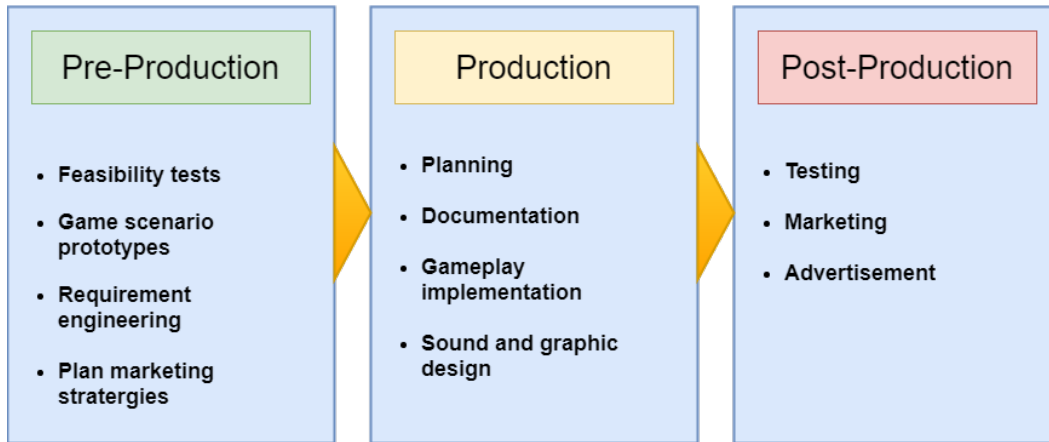 Pre-Production
Feasibility tests
Game scenario
prototypes
Requirement
engineering
Plan marketing
stratergies
Production
Planning
Documentation
Gameplay
implementation
Sound and graphic
design
Post-Production
Testing
Marketing
Advertisement